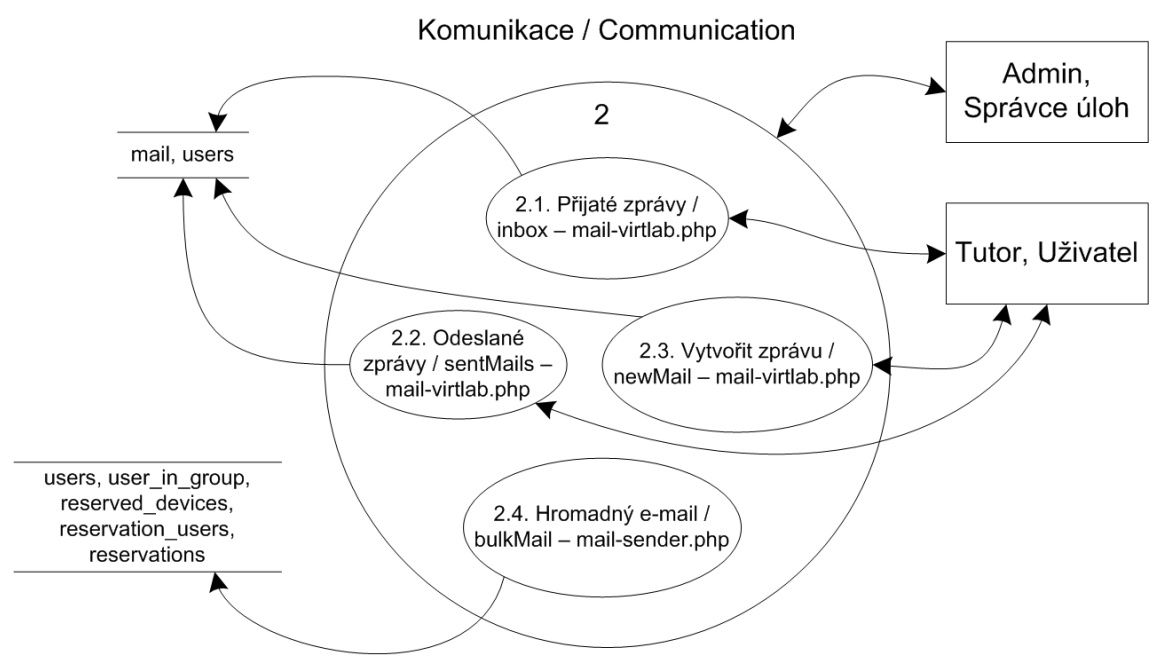 Komunikace / Communication
Admin,
Správce úloh
2
mail, users
2.1. Přijaté zprávy /
inbox – mail-virtlab.php
Tutor, Uživatel
2.2. Odeslané
zprávy / sentMails –
mail-virtlab.php
2.3. Vytvořit zprávu /
newMail – mail-virtlab.php
users, user_in_group,
reserved_devices,
reservation_users,
reservations
2.4. Hromadný e-mail /
bulkMail – mail-sender.php